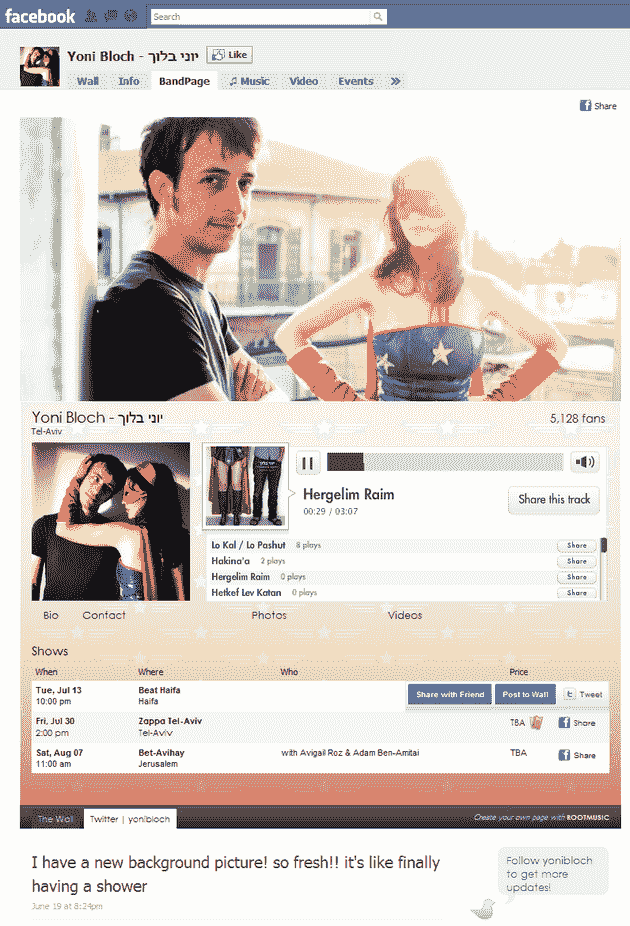 facebook
Search
Yoni Bloch - יוני בלוך
Like
Wall Info BandPage Music Video Events »
Share
Yoni Bloch - יוני בלוך
5,128 fans
Tel-Aviv
Hergelim Raim
00:29 / 03:07
Share this track
Lo Kal / Lo Pashut 8 plays Share
Hakina'a 2 plays Share
Hergelim Raim 0 plays Share
Hetkef Lev Katan 0 plays Share
Bio Contact Photos Videos
Shows
When Where Who Price
Tue, Jul 13 Beat Haifa Share with Friend Post to Wall Tweet
10:00 pm Haifa
Fri, Jul 30 Zappa Tel-Aviv TBA Share
2:00 pm Tel-Aviv
Sat, Aug 07 Bet-Avihay with Avigail Roz & Adam Ben-Amitai TBA Share
11:00 am Jerusalem
The Wall Twitter | yonibloch Create your own page with ROOTMUSIC
I have a new background picture! so fresh!! it's like finally
having a shower
June 19 at 8:24pm
Follow yonibloch
to get more
updates!